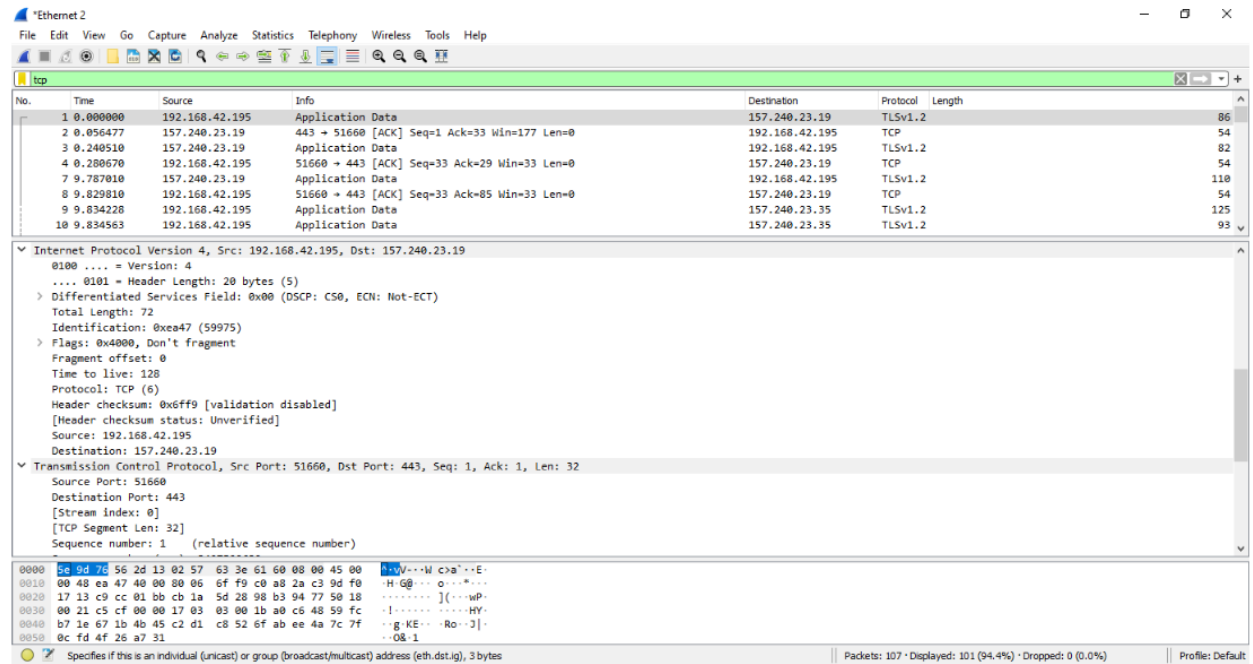 *Ethernet 2
File Edit View Go Capture Analyze Statistics Telephony Wireless Tools Help
tcp
No. Time Source Info Destination Protocol Length
1 0.000000 192.168.42.195 Application Data 157.240.23.19 TLSv1.2 86
2 0.056477 157.240.23.19 443 → 51660 [ACK] Seq=1 Ack=33 Win=177 Len=0 192.168.42.195 TCP 54
3 0.240510 157.240.23.19 Application Data 192.168.42.195 TLSv1.2 82
4 0.280670 192.168.42.195 51660 → 443 [ACK] Seq=33 Ack=29 Win=33 Len=0 157.240.23.19 TCP 54
7 9.787010 157.240.23.19 Application Data 192.168.42.195 TLSv1.2 110
8 9.829810 192.168.42.195 51660 → 443 [ACK] Seq=33 Ack=85 Win=33 Len=0 157.240.23.19 TCP 54
9 9.834228 192.168.42.195 Application Data 157.240.23.35 TLSv1.2 125
10 9.834563 192.168.42.195 Application Data 157.240.23.35 TLSv1.2 93
Internet Protocol Version 4, Src: 192.168.42.195, Dst: 157.240.23.19
0100 .... = Version: 4
.... 0101 = Header Length: 20 bytes (5)
Differentiated Services Field: 0x00 (DSCP: CS0, ECN: Not-ECT)
Total Length: 72
Identification: 0xea47 (59975)
Flags: 0x4000, Don't fragment
Fragment offset: 0
Time to live: 128
Protocol: TCP (6)
Header checksum: 0x6ff9 [validation disabled]
[Header checksum status: Unverified]
Source: 192.168.42.195
Destination: 157.240.23.19
Transmission Control Protocol, Src Port: 51660, Dst Port: 443, Seq: 1, Ack: 1, Len: 32
Source Port: 51660
Destination Port: 443
[Stream index: 0]
[TCP Segment Len: 32]
Sequence number: 1 (relative sequence number)
0000 5e 9d 76 56 2d 13 02 57 63 3e 61 60 08 00 45 00 ^·vV-··W c>a`··E·
0010 00 48 ea 47 40 00 80 06 6f f9 c0 a8 2a c3 9d f0 ·H·G@··· o···*···
0020 17 13 c9 cc 01 bb cb 1a 5d 28 98 b3 94 77 50 18 ········ ](···wP·
0030 00 21 c5 cf 00 00 17 03 03 00 1b a0 c6 48 59 fc ·!······ ·····HY·
0040 b7 1e 67 1b 4b 45 c2 d1 c8 52 6f ab ee 4a 7c 7f ··g·KE·· ·Ro··J|·
0050 0c fd 4f 26 a7 31 ··O&·1
Specifies if this is an individual (unicast) or group (broadcast/multicast) address (eth.dst.ig), 3 bytes Packets: 107 · Displayed: 101 (94.4%) · Dropped: 0 (0.0%) Profile: Default